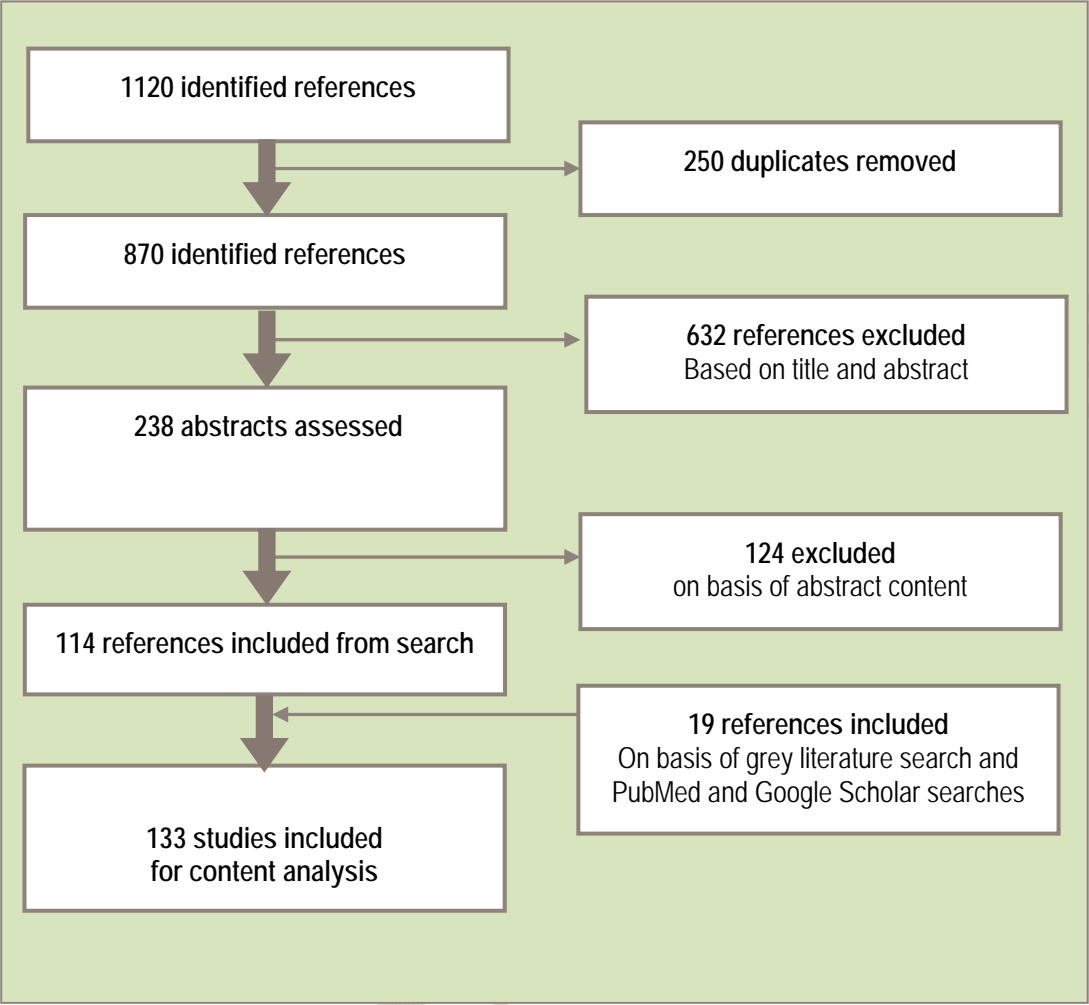 1120 identified references
250 duplicates removed
870 identified references
632 references excluded
Based on title and abstract
238 abstracts assessed
124 excluded
on basis of abstract content
114 references included from search
19 references included
On basis of grey literature search and
PubMed and Google Scholar searches
133 studies included
for content analysis